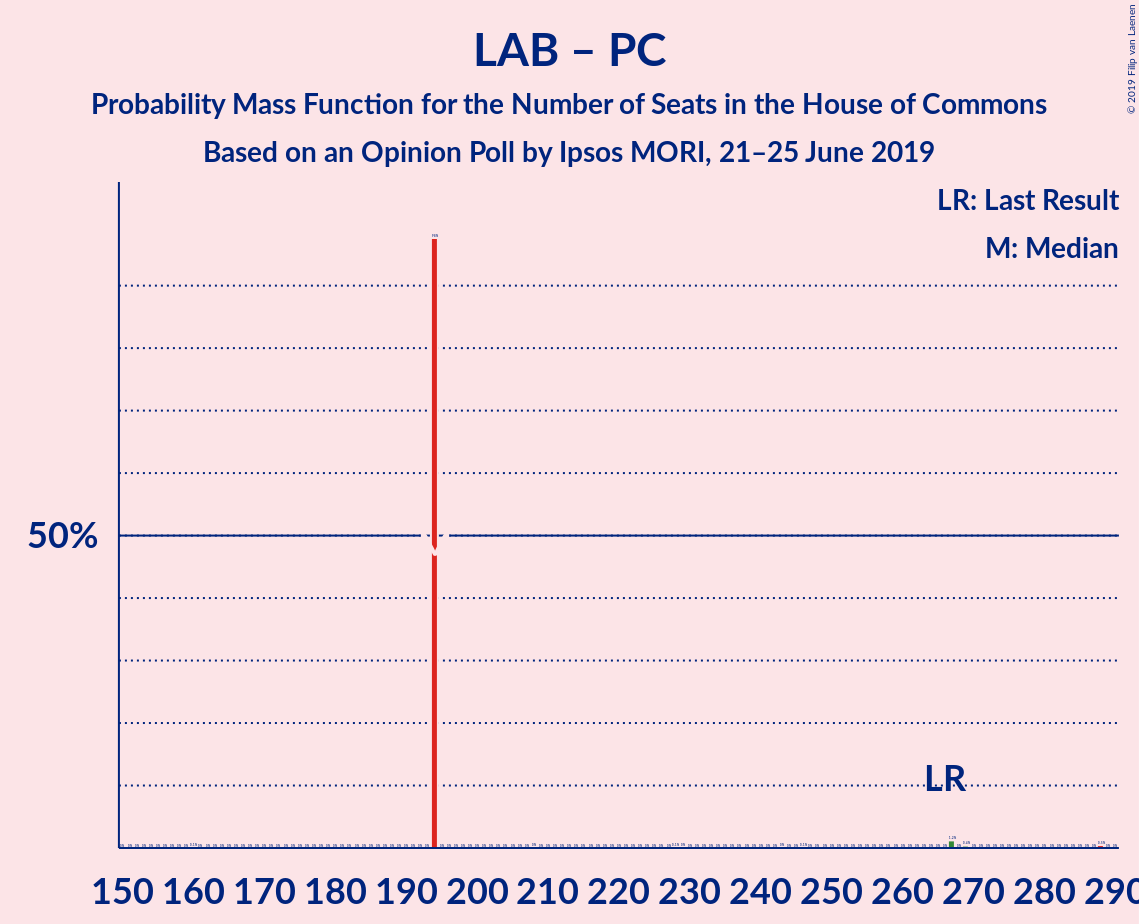 LAB – PC
Probability Mass Function for the Number of Seats in the House of Commons
Based on an Opinion Poll by Ipsos MORI, 21–25 June 2019
© 2019 Filip van Laenen
LR: Last Result
M: Median
50%
LR
150 160 170 180 190 200 210 220 230 240 250 260 270 280 290